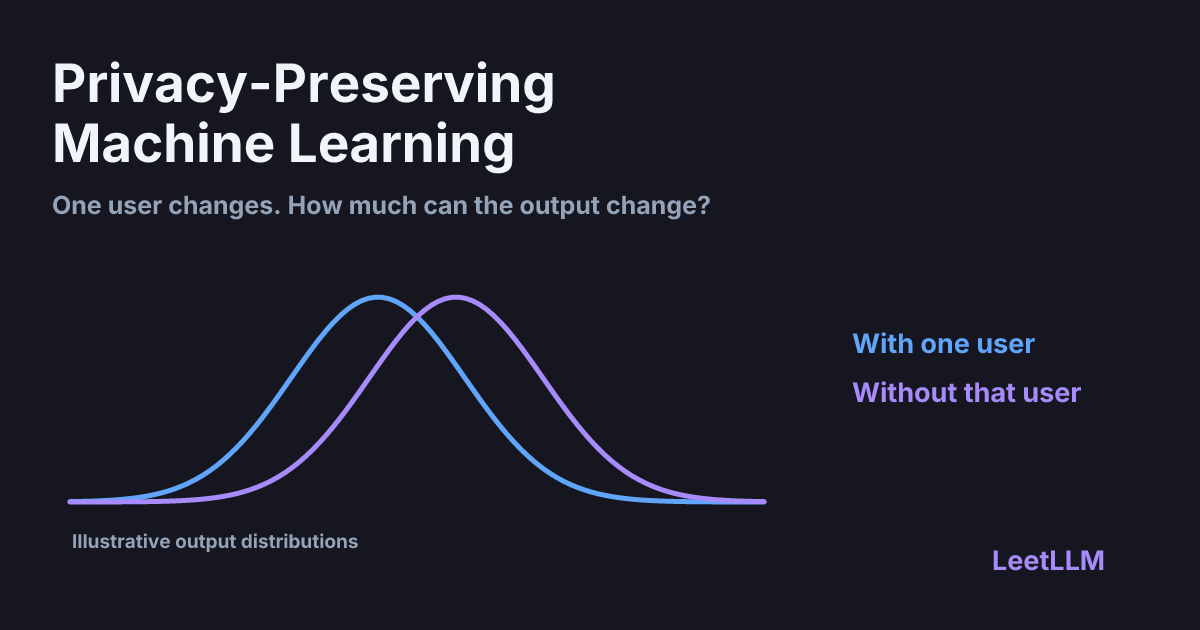 Privacy-Preserving
Machine Learning
One user changes. How much can the output change?
With one user
Without that user
Illustrative output distributions
LeetLLM